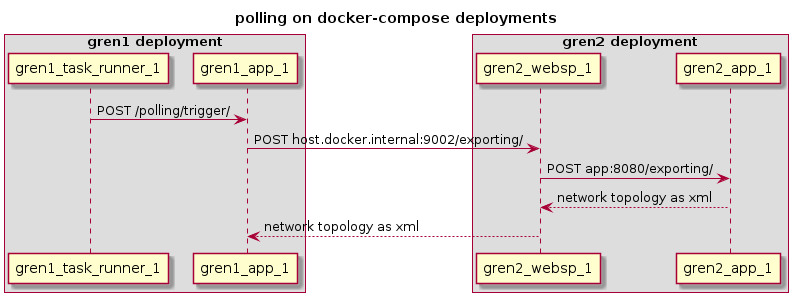 polling on docker-compose deployments
gren1 deployment
gren2 deployment
gren1_task_runner_1
gren1_app_1
gren2_websp_1
gren2_app_1
POST /polling/trigger/
POST host.docker.internal:9002/exporting/
POST app:8080/exporting/
network topology as xml
network topology as xml
gren1_task_runner_1
gren1_app_1
gren2_websp_1
gren2_app_1